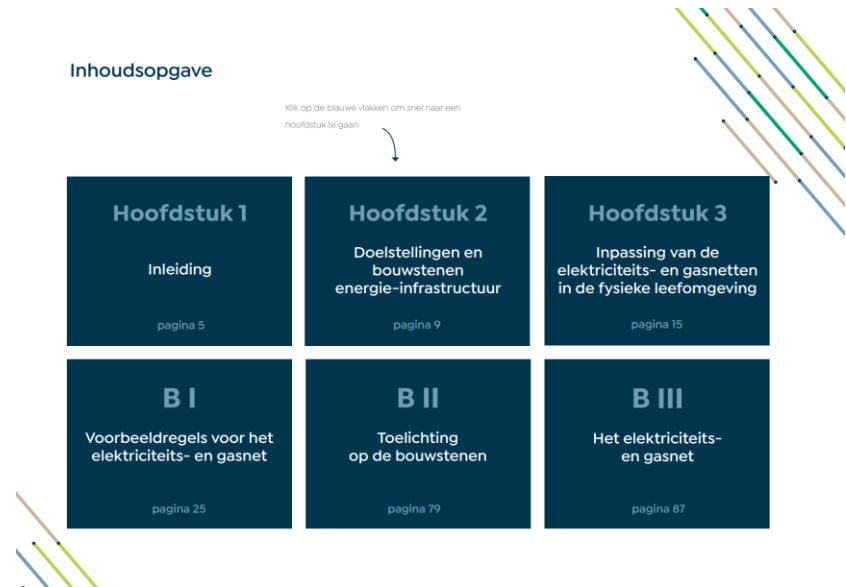 Inhoudsopgave
Klik op de blauwe vlakken om snel naar een
hoofdstuk te gaan
Hoofdstuk 1
Inleiding
pagina 5
Hoofdstuk 2
Doelstellingen en
bouwstenen
energie-infrastructuur
pagina 9
Hoofdstuk 3
Inpassing van de
elektriciteits- en gasnetten
in de fysieke leefomgeving
pagina 15
B I
Voorbeeldregels voor het
elektriciteits- en gasnet
pagina 25
B II
Toelichting
op de bouwstenen
pagina 79
B III
Het elektriciteits-
en gasnet
pagina 87